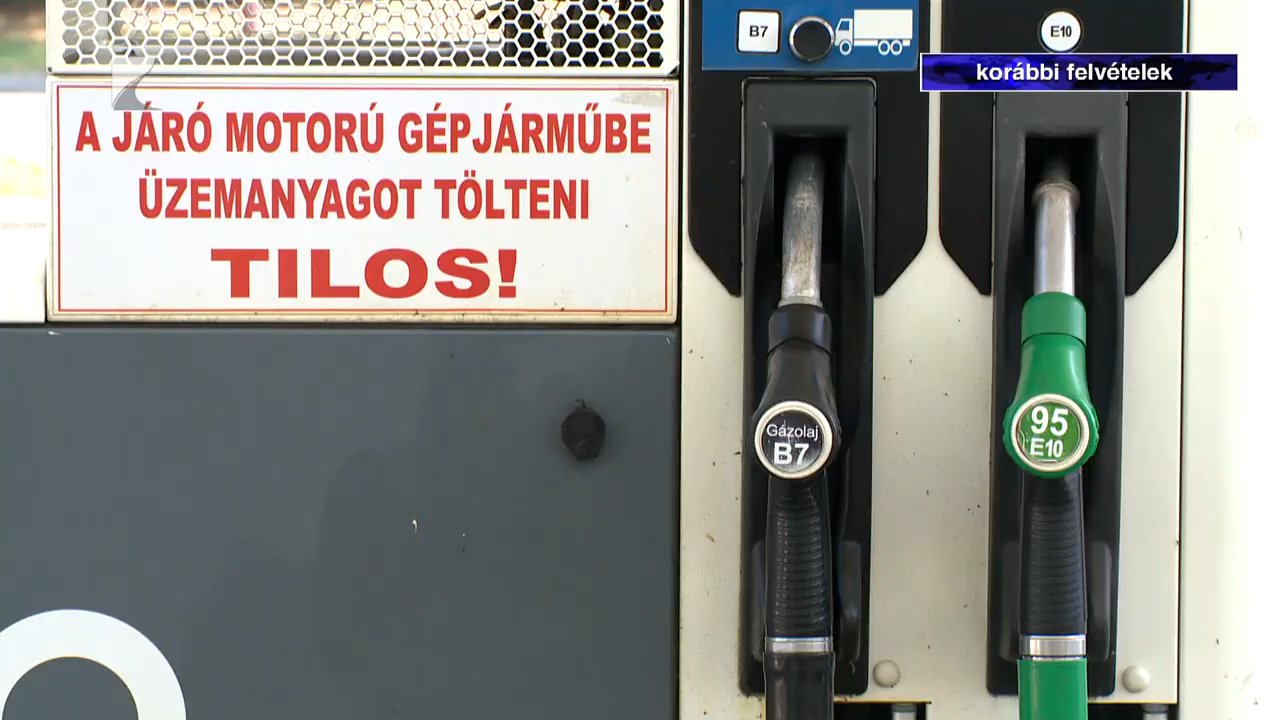 B7
E10
korábbi felvételek
A JÁRÓ MOTORÚ GÉPJÁRMŰBE
ÜZEMANYAGOT TÖLTENI
TILOS!
Gázolaj
B7
95
E10